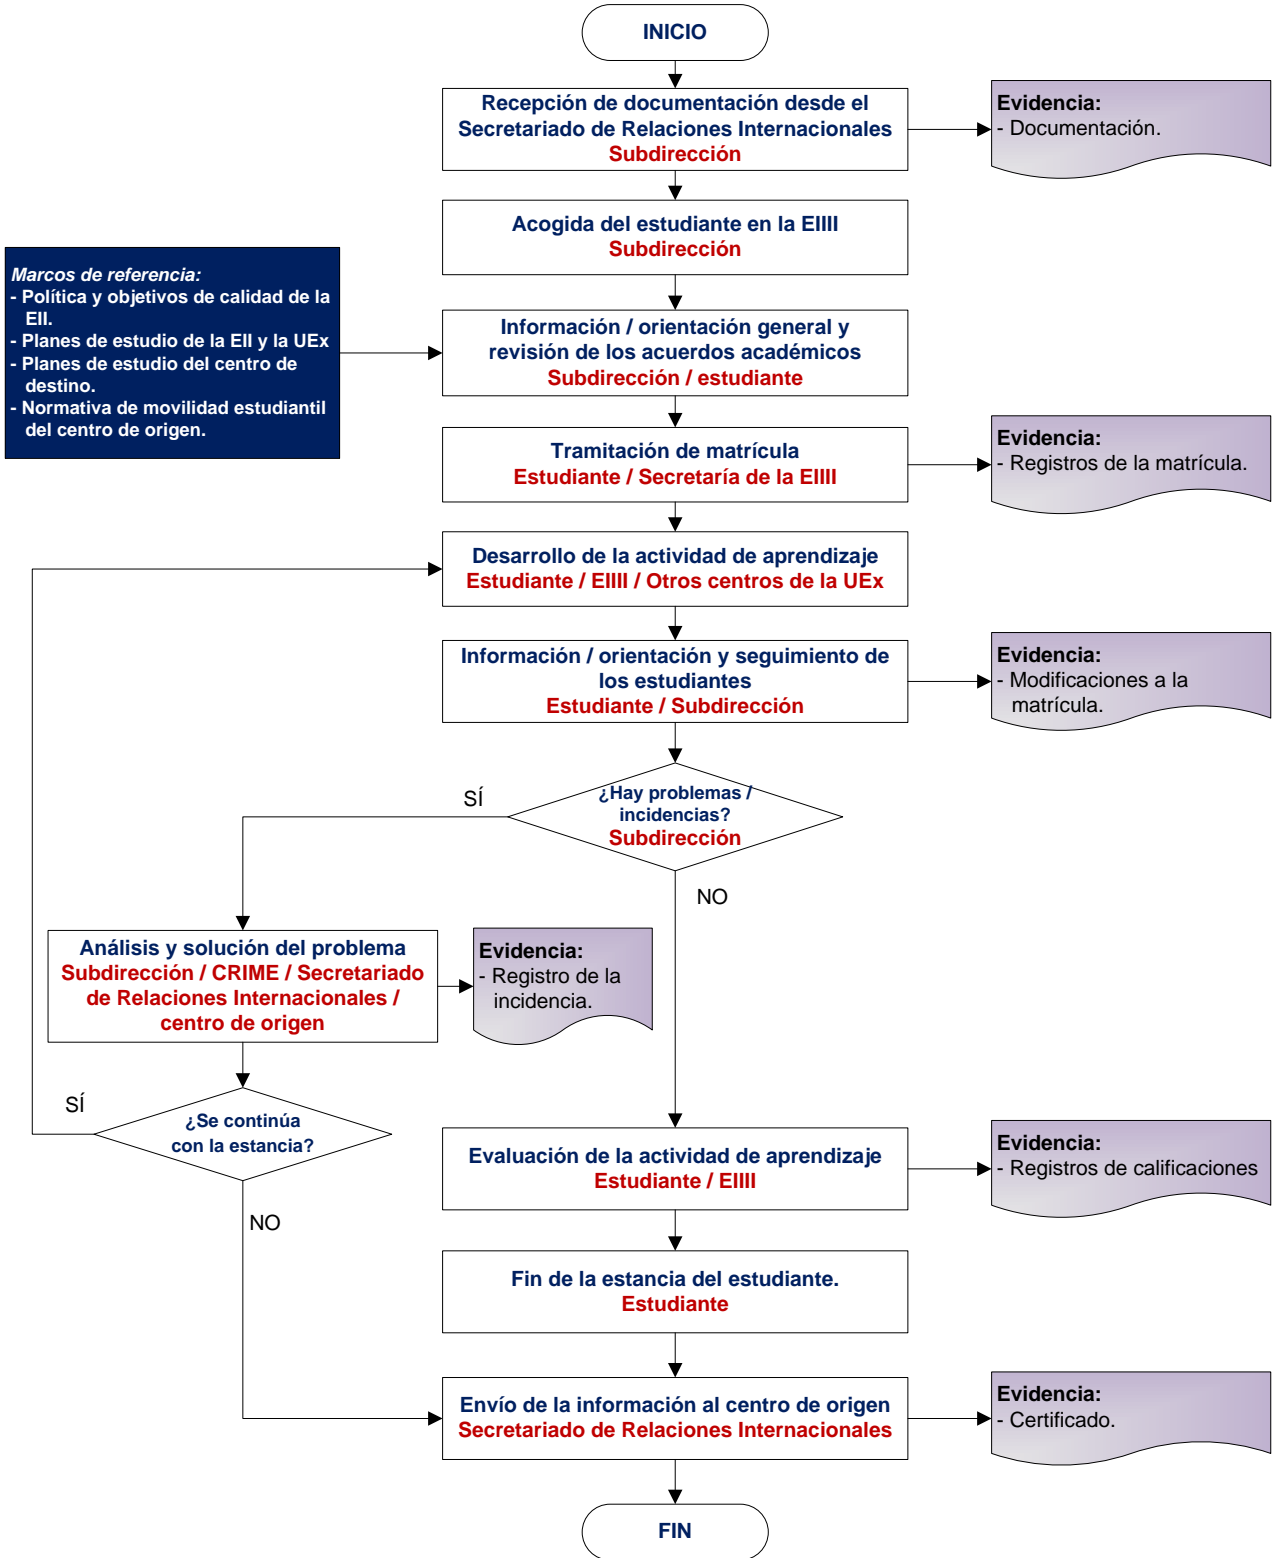 INICIO
Recepción de documentación desde el
Secretariado de Relaciones Internacionales
Subdirección
Evidencia:
- Documentación.
Acogida del estudiante en la EIIII
Subdirección
Marcos de referencia:
- Política y objetivos de calidad de la
EII.
- Planes de estudio de la EII y la UEx
- Planes de estudio del centro de
destino.
- Normativa de movilidad estudiantil
del centro de origen.
Información / orientación general y
revisión de los acuerdos académicos
Subdirección / estudiante
Tramitación de matrícula
Estudiante / Secretaría de la EIIII
Evidencia:
- Registros de la matrícula.
Desarrollo de la actividad de aprendizaje
Estudiante / EIIII / Otros centros de la UEx
Información / orientación y seguimiento de
los estudiantes
Estudiante / Subdirección
Evidencia:
- Modificaciones a la
matrícula.
¿Hay problemas /
incidencias?
Subdirección
SÍ
NO
Análisis y solución del problema
Subdirección / CRIME / Secretariado
de Relaciones Internacionales /
centro de origen
Evidencia:
- Registro de la
incidencia.
¿Se continúa
con la estancia?
SÍ
NO
Evaluación de la actividad de aprendizaje
Estudiante / EIIII
Evidencia:
- Registros de calificaciones
Fin de la estancia del estudiante.
Estudiante
Envío de la información al centro de origen
Secretariado de Relaciones Internacionales
Evidencia:
- Certificado.
FIN